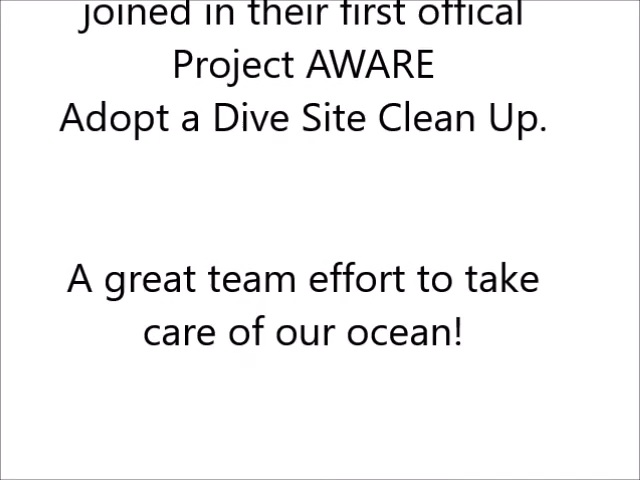 joined in their first offical
Project AWARE
Adopt a Dive Site Clean Up.
A great team effort to take
care of our ocean!